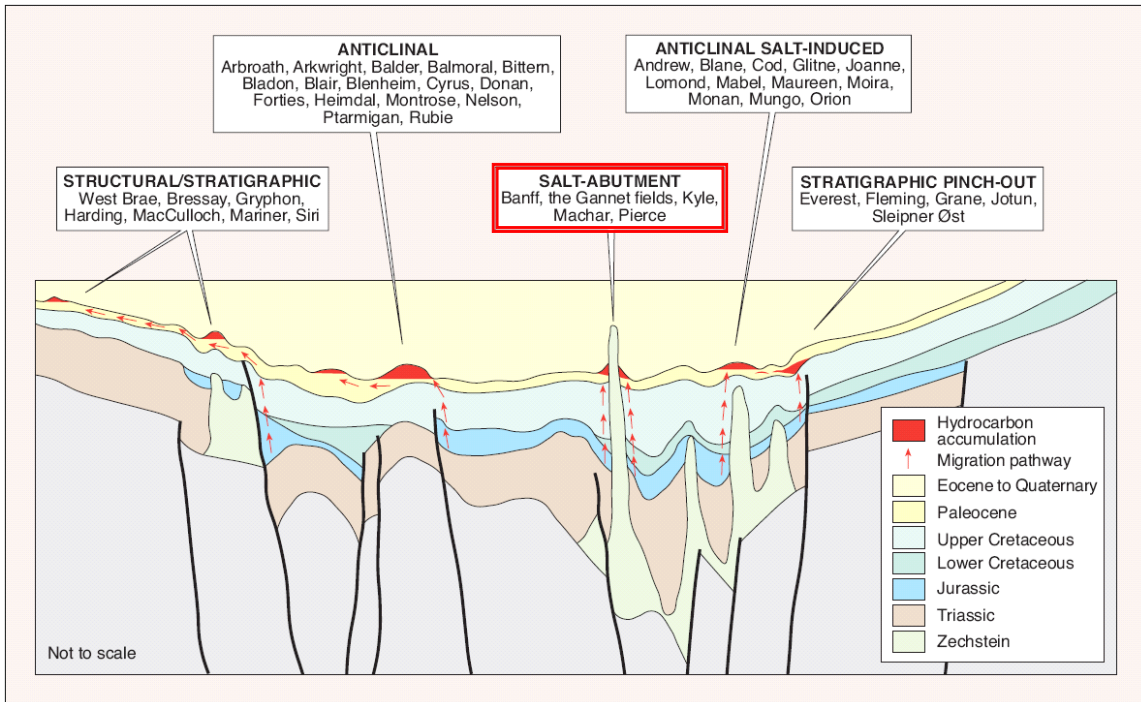 ANTICLINAL
Arbroath, Arkwright, Balder, Balmoral, Bittern,
Bladon, Blair, Blenheim, Cyrus, Donan,
Forties, Heimdal, Montrose, Nelson,
Ptarmigan, Rubie
ANTICLINAL SALT-INDUCED
Andrew, Blane, Cod, Glitne, Joanne,
Lomond, Mabel, Maureen, Moira,
Monan, Mungo, Orion
STRUCTURAL/STRATIGRAPHIC
West Brae, Bressay, Gryphon,
Harding, MacCulloch, Mariner, Siri
SALT-ABUTMENT
Banff, the Gannet fields, Kyle,
Machar, Pierce
STRATIGRAPHIC PINCH-OUT
Everest, Fleming, Grane, Jotun,
Sleipner Øst
Hydrocarbon
accumulation
Migration pathway
Eocene to Quaternary
Paleocene
Upper Cretaceous
Lower Cretaceous
Jurassic
Triassic
Zechstein
Not to scale